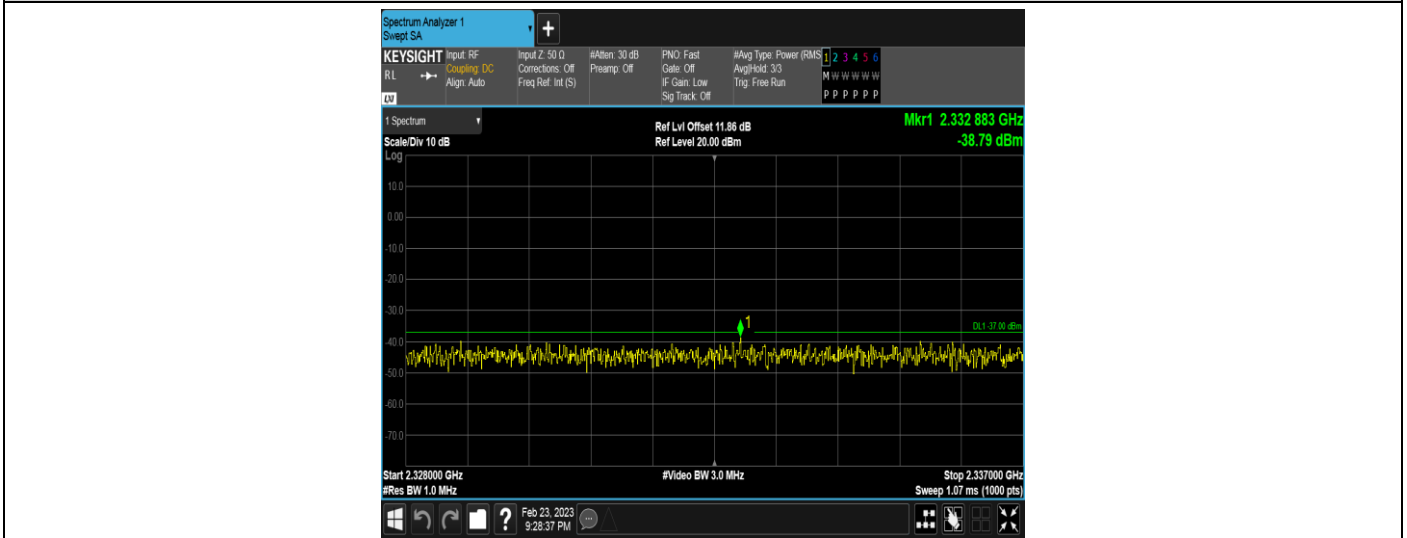 Spectrum Analyzer 1
Swept SA
+
KEYSIGHT Input: RF Input Z: 50 Ω #Atten: 30 dB PNO: Fast #Avg Type: Power (RMS 1 2 3 4 5 6
RL Coupling: DC Corrections: Off Preamp: Off Gate: Off Avg|Hold: 3/3 M W W W W W
Align: Auto Freq Ref: Int (S) IF Gain: Low Trig: Free Run
Sig Track: Off P P P P P P
LXI
1 Spectrum Ref Lvl Offset 11.86 dB Mkr1 2.332 883 GHz
Scale/Div 10 dB Ref Level 20.00 dBm -38.79 dBm
Log
10.0
0.00
-10.0
-20.0
-30.0
1
DL1 -37.00 dBm
-40.0
-50.0
-60.0
-70.0
Start 2.328000 GHz #Video BW 3.0 MHz Stop 2.337000 GHz
#Res BW 1.0 MHz Sweep 1.07 ms (1000 pts)
? Feb 23, 2023
9:28:37 PM